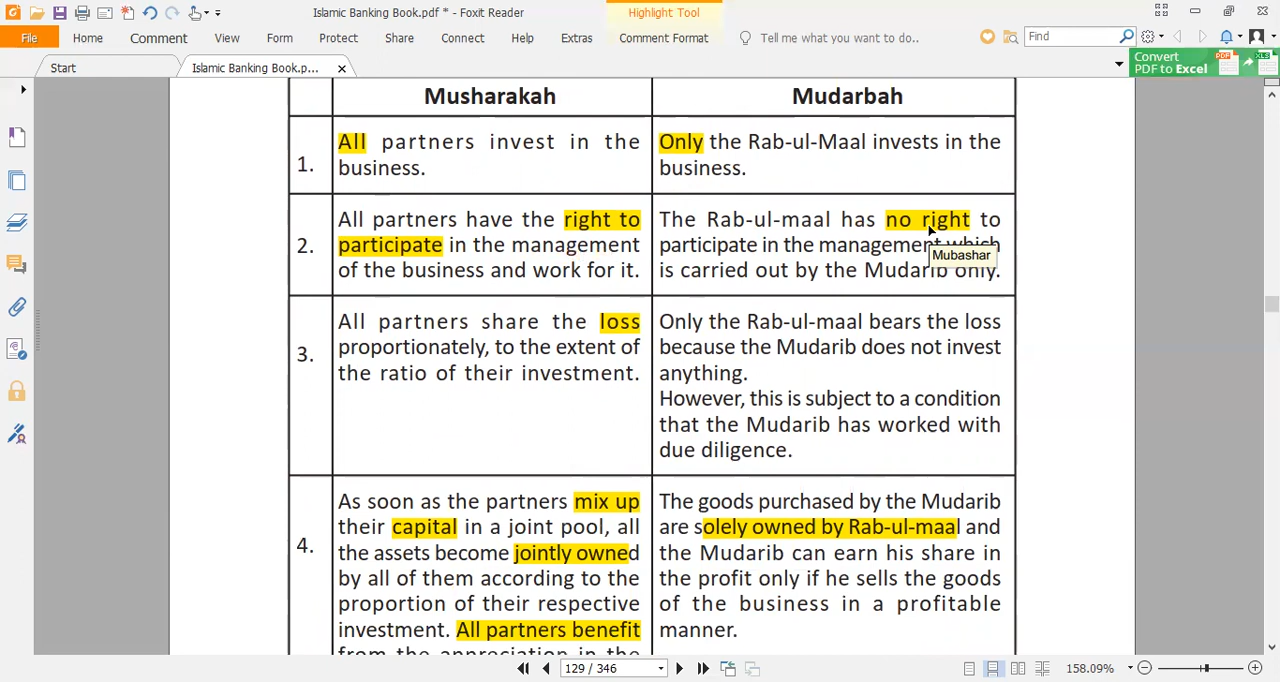 Islamic Banking Book.pdf * - Foxit Reader
Highlight Tool
File Home Comment View Form Protect Share Connect Help Extras Comment Format Tell me what you want to do.. Find
Start
Islamic Banking Book.p...
Convert
PDF to Excel
Musharakah
Mudarbah
1.
All partners invest in the
business.
Only the Rab-ul-Maal invests in the
business.
2.
All partners have the right to
participate in the management
of the business and work for it.
The Rab-ul-maal has no right to
participate in the management which
is carried out by the Mudarib only.
Mubashar
3.
All partners share the loss
proportionately, to the extent of
the ratio of their investment.
Only the Rab-ul-maal bears the loss
because the Mudarib does not invest
anything.
However, this is subject to a condition
that the Mudarib has worked with
due diligence.
4.
As soon as the partners mix up
their capital in a joint pool, all
the assets become jointly owned
by all of them according to the
proportion of their respective
investment. All partners benefit
from the appreciation in the
The goods purchased by the Mudarib
are solely owned by Rab-ul-maal and
the Mudarib can earn his share in
the profit only if he sells the goods
of the business in a profitable
manner.
129 / 346
158.09%